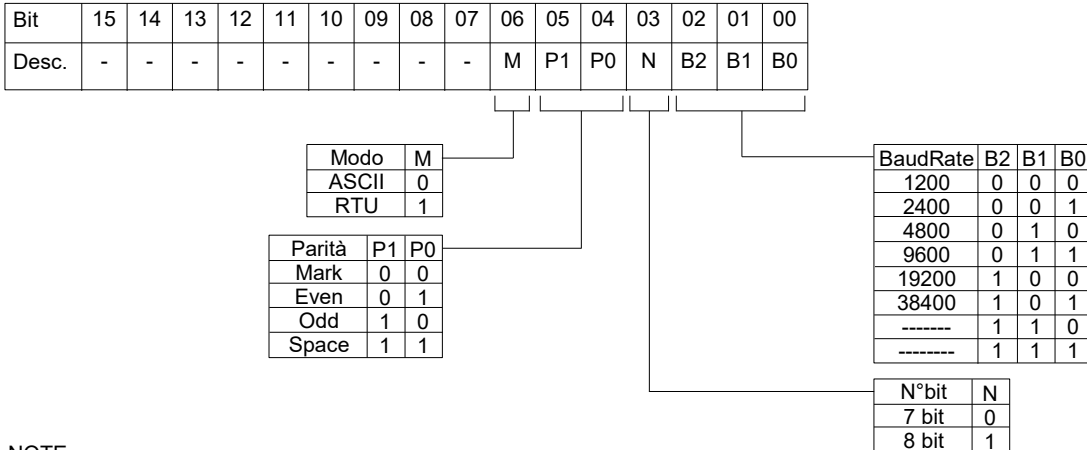 Bit 15 14 13 12 11 10 09 08 07 06 05 04 03 02 01 00
Desc. - - - - - - - - - M P1 P0 N B2 B1 B0
Modo M
ASCII 0
RTU 1
Parità P1 P0
Mark 0 0
Even 0 1
Odd 1 0
Space 1 1
BaudRate B2 B1 B0
1200 0 0 0
2400 0 0 1
4800 0 1 0
9600 0 1 1
19200 1 0 0
38400 1 0 1
------- 1 1 0
-------- 1 1 1
N°bit N
7 bit 0
8 bit 1